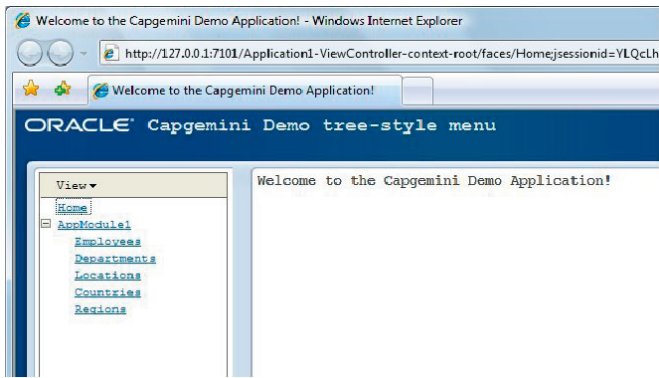 Welcome to the Capgemini Demo Application! - Windows Internet Explorer
http://127.0.0.1:7101/Application1-ViewController-context-root/faces/Home;jsessionid=YLQcLh
Welcome to the Capgemini Demo Application!
ORACLE Capgemini Demo tree-style menu
View
Home
AppModule1
Employees
Departments
Locations
Countries
Regions
Welcome to the Capgemini Demo Application!